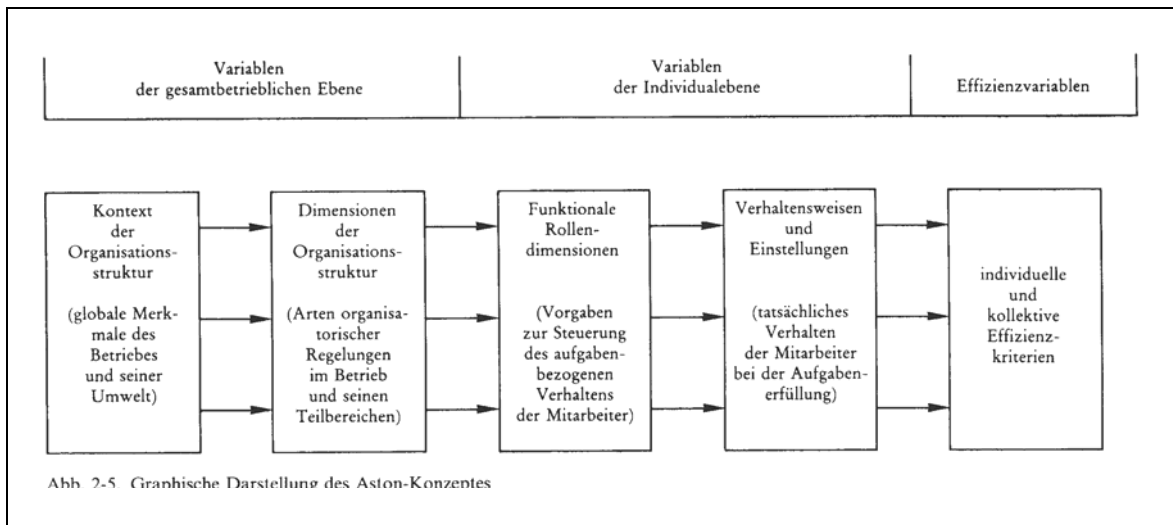 Variablen
der gesamtbetrieblichen Ebene
Variablen
der Individualebene
Effizienzvariablen
Kontext
der
Organisations-
struktur
(globale Merk-
male des
Betriebes
und seiner
Umwelt)
Dimensionen
der
Organisations-
struktur
(Arten organisa-
torischer
Regelungen
im Betrieb
und seinen
Teilbereichen)
Funktionale
Rollen-
dimensionen
(Vorgaben
zur Steuerung
des aufgaben-
bezogenen
Verhaltens
der Mitarbeiter)
Verhaltensweisen
und
Einstellungen
(tatsächliches
Verhalten
der Mitarbeiter
bei der Aufgaben-
erfüllung)
individuelle
und
kollektive
Effizienz-
kriterien
Abb. 2-5. Graphische Darstellung des Aston-Konzeptes